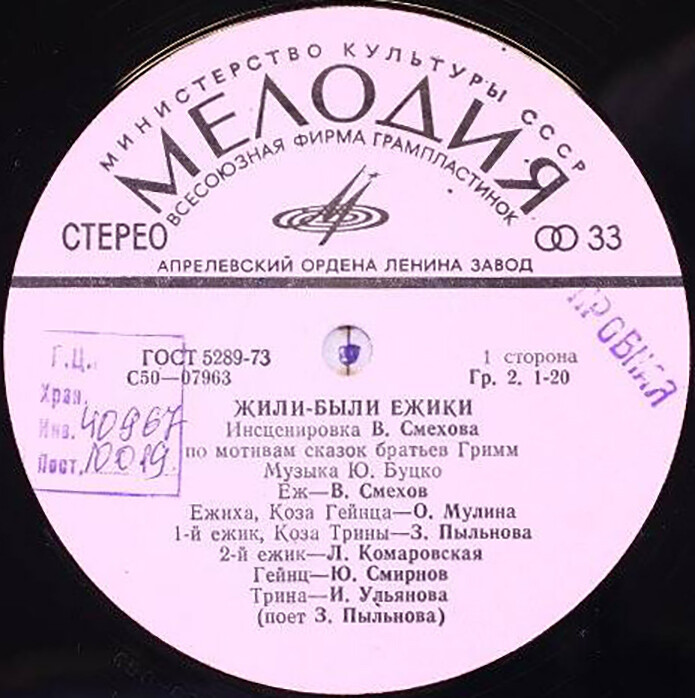 МИНИСТЕРСТВО КУЛЬТУРЫ СССР
МЕЛОДИЯ
ВСЕСОЮЗНАЯ ФИРМА ГРАМПЛАСТИНОК
СТЕРЕО
33
АПРЕЛЕВСКИЙ ОРДЕНА ЛЕНИНА ЗАВОД
ПРОБНАЯ
Г.Ц.
Храя.
Инв. 40967
Пост. 10019
ГОСТ 5289-73
С50—07963
1 сторона
Гр. 2. 1-20
ЖИЛИ-БЫЛИ ЕЖИКИ
Инсценировка В. Смехова
по мотивам сказок братьев Гримм
Музыка Ю. Буцко
Еж—В. Смехов
Ежиха, Коза Гейнца—О. Мулина
1-й ежик, Коза Трины—З. Пыльнова
2-й ежик—Л. Комаровская
Гейнц—Ю. Смирнов
Трина—И. Ульянова
(поет З. Пыльнова)